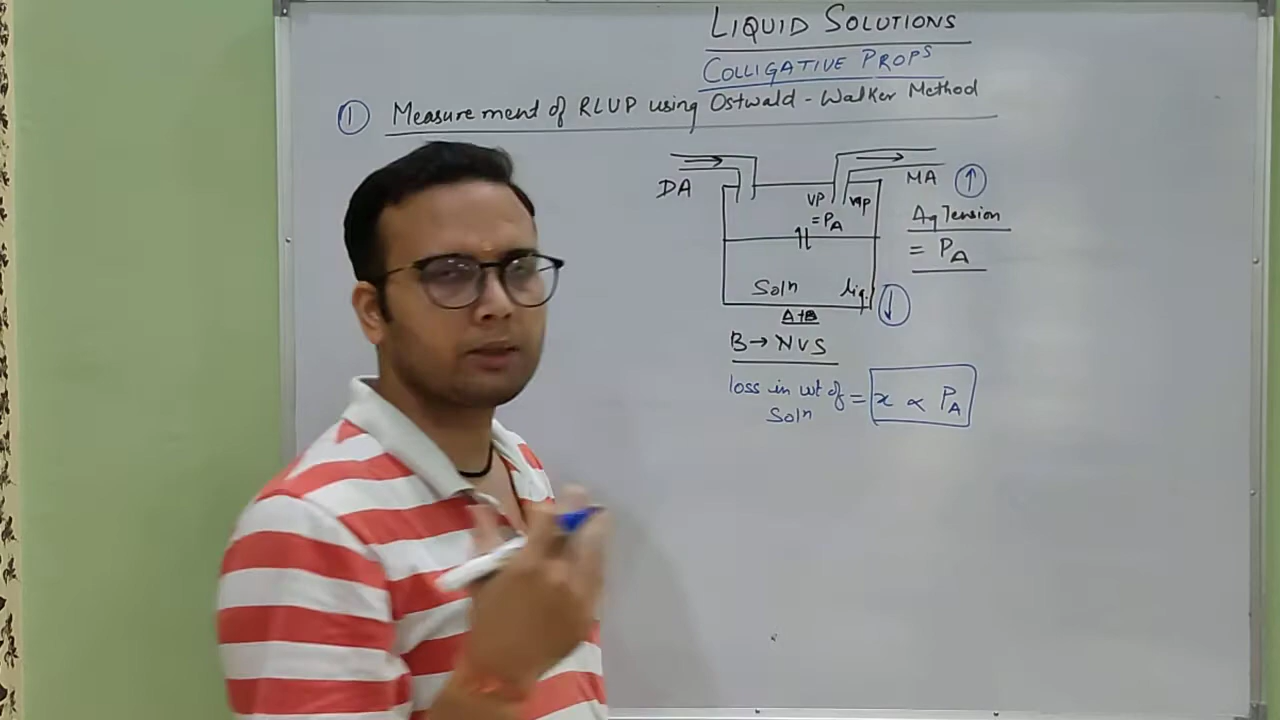 LIQUID SOLUTIONS
COLLIGATIVE PROPS
① Measurement of RLVP using Ostwald - Walker Method
DA
MA ↑
VP vap
= PA
Aq Tension
= PA
Solⁿ liq. ↓
A+B
B → NVS
loss in wt of = x ∝ PA
Solⁿ